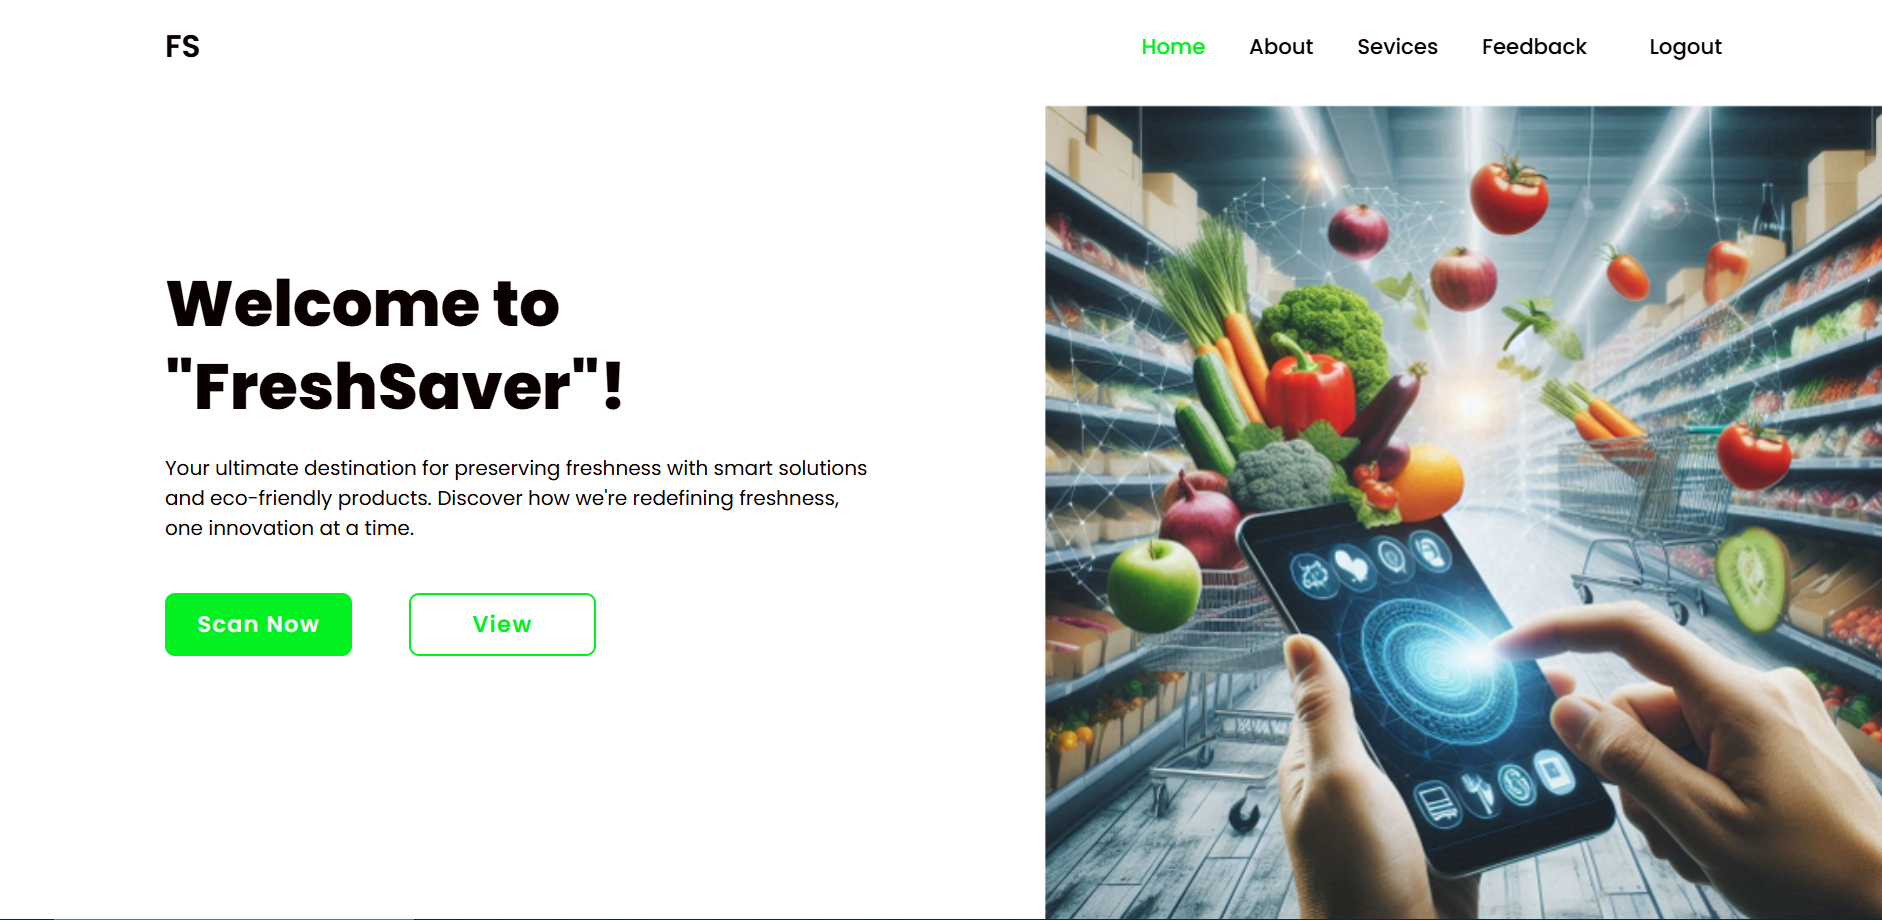 FS
Home About Sevices Feedback Logout
Welcome to
"FreshSaver"!
Your ultimate destination for preserving freshness with smart solutions
and eco-friendly products. Discover how we're redefining freshness,
one innovation at a time.
Scan Now View